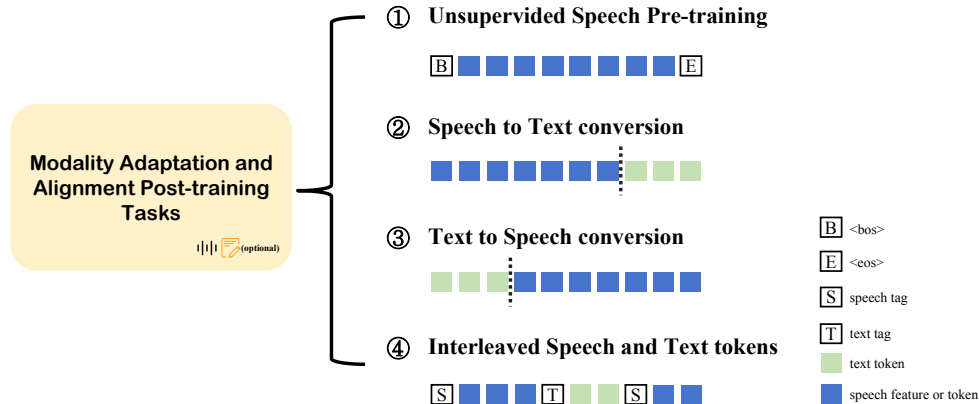 ① Unsupervided Speech Pre-training
B E
② Speech to Text conversion
Modality Adaptation and
Alignment Post-training
Tasks
(optional)
③ Text to Speech conversion
④ Interleaved Speech and Text tokens
S T S
B <bos>
E <eos>
S speech tag
T text tag
text token
speech feature or token